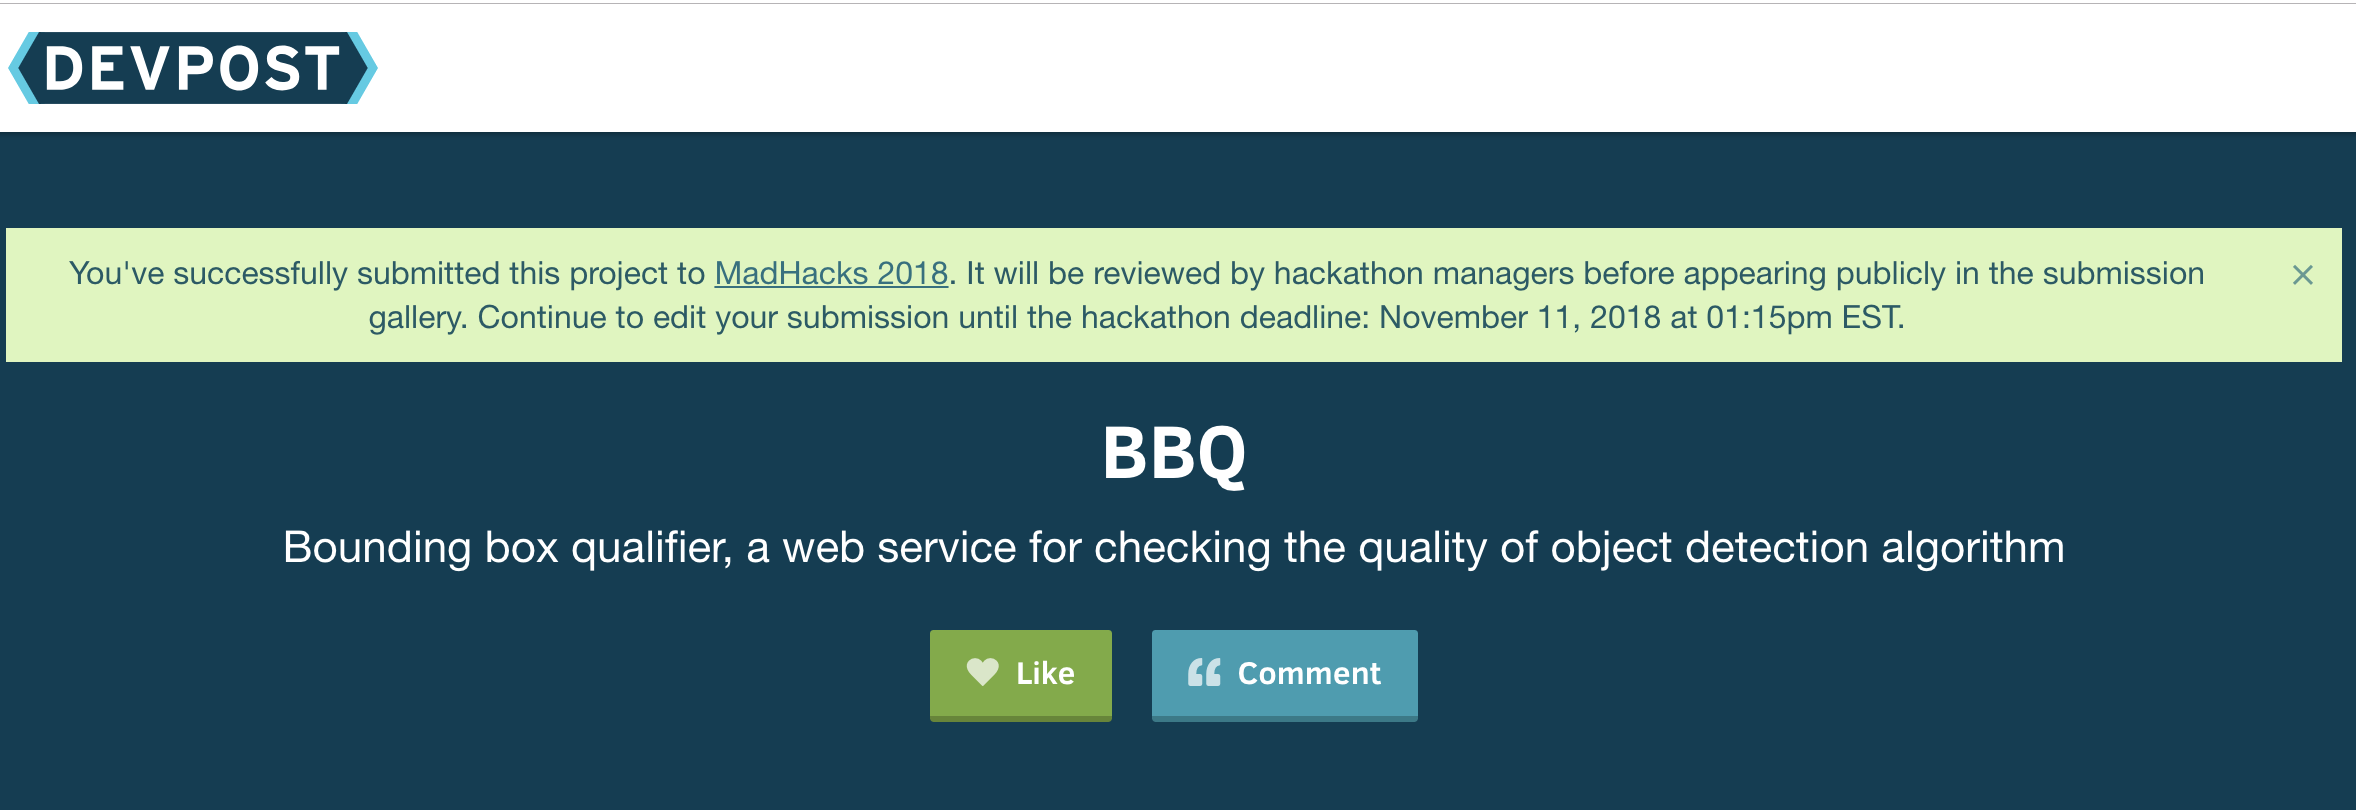 DEVPOST
You've successfully submitted this project to MadHacks 2018. It will be reviewed by hackathon managers before appearing publicly in the submission
gallery. Continue to edit your submission until the hackathon deadline: November 11, 2018 at 01:15pm EST.
BBQ
Bounding box qualifier, a web service for checking the quality of object detection algorithm
Like
Comment